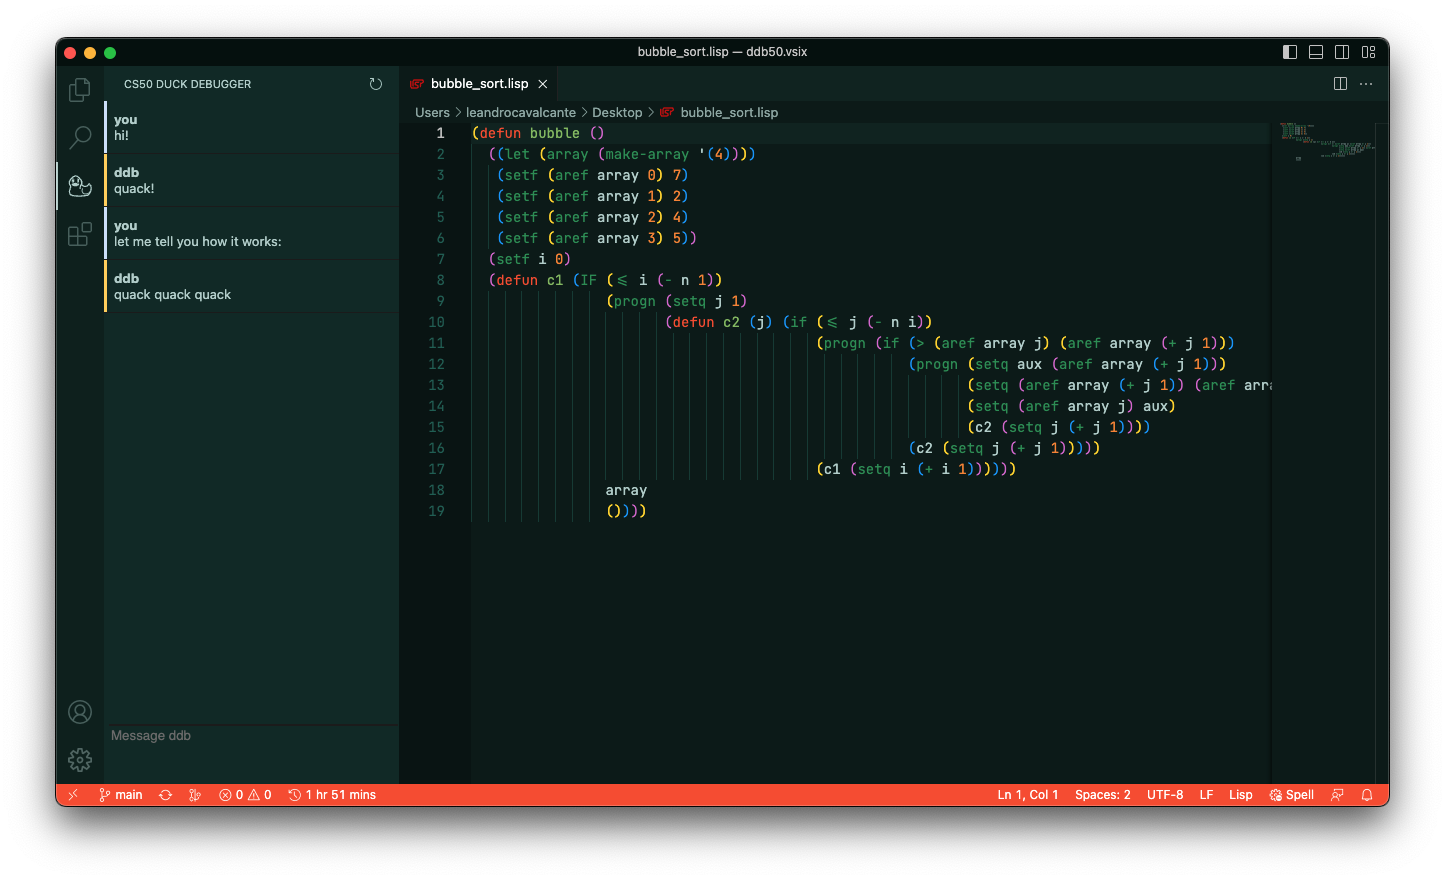 bubble_sort.lisp — ddb50.vsix
CS50 DUCK DEBUGGER
you
hi!
ddb
quack!
you
let me tell you how it works:
ddb
quack quack quack
Message ddb
bubble_sort.lisp
Users > leandrocavalcante > Desktop > bubble_sort.lisp
1 (defun bubble ()
2 ((let (array (make-array '(4))))
3 (setf (aref array 0) 7)
4 (setf (aref array 1) 2)
5 (setf (aref array 2) 4)
6 (setf (aref array 3) 5))
7 (setf i 0)
8 (defun c1 (IF (<= i (- n 1))
9 (progn (setq j 1)
10 (defun c2 (j) (if (<= j (- n i))
11 (progn (if (> (aref array j) (aref array (+ j 1)))
12 (progn (setq aux (aref array (+ j 1)))
13 (setq (aref array (+ j 1)) (aref arra
14 (setq (aref array j) aux)
15 (c2 (setq j (+ j 1))))
16 (c2 (setq j (+ j 1)))))
17 (c1 (setq i (+ i 1))))))
18 array
19 ())))
main
0
0
1 hr 51 mins
Ln 1, Col 1
Spaces: 2
UTF-8
LF
Lisp
Spell